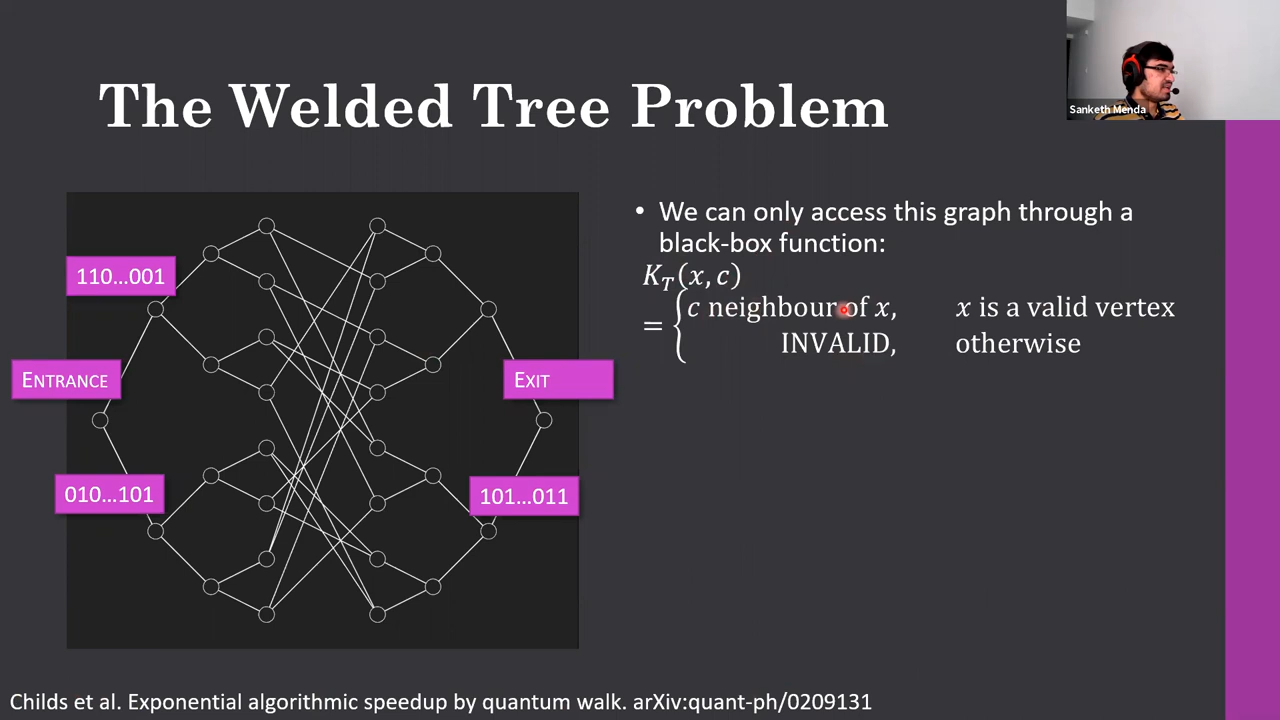 Sanketh Menda
The Welded Tree Problem
110…001
ENTRANCE
EXIT
010…101
101…011
• We can only access this graph through a
black-box function:
K_T(x, c)
= { c neighbour of x, x is a valid vertex
INVALID, otherwise
Childs et al. Exponential algorithmic speedup by quantum walk. arXiv:quant-ph/0209131